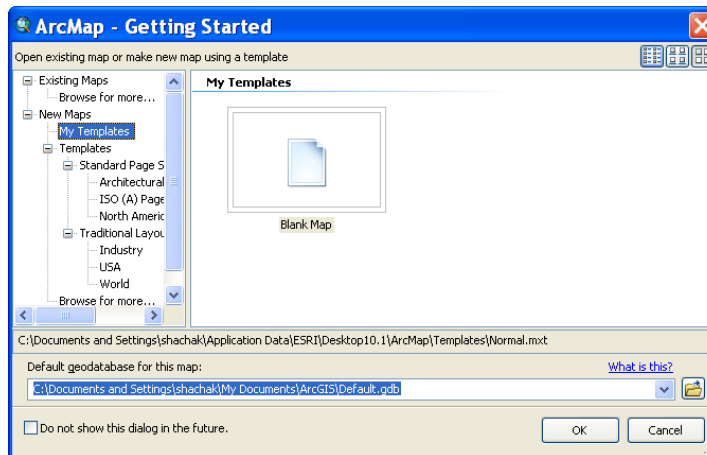 ArcMap - Getting Started
Open existing map or make new map using a template
Existing Maps
Browse for more...
New Maps
My Templates
Templates
Standard Page S
Architectural
ISO (A) Page
North Americ
Traditional Layou
Industry
USA
World
Browse for more...
My Templates
Blank Map
C:\Documents and Settings\shachak\Application Data\ESRI\Desktop10.1\ArcMap\Templates\Normal.mxt
Default geodatabase for this map:
What is this?
C:\Documents and Settings\shachak\My Documents\ArcGIS\Default.gdb
Do not show this dialog in the future.
OK
Cancel